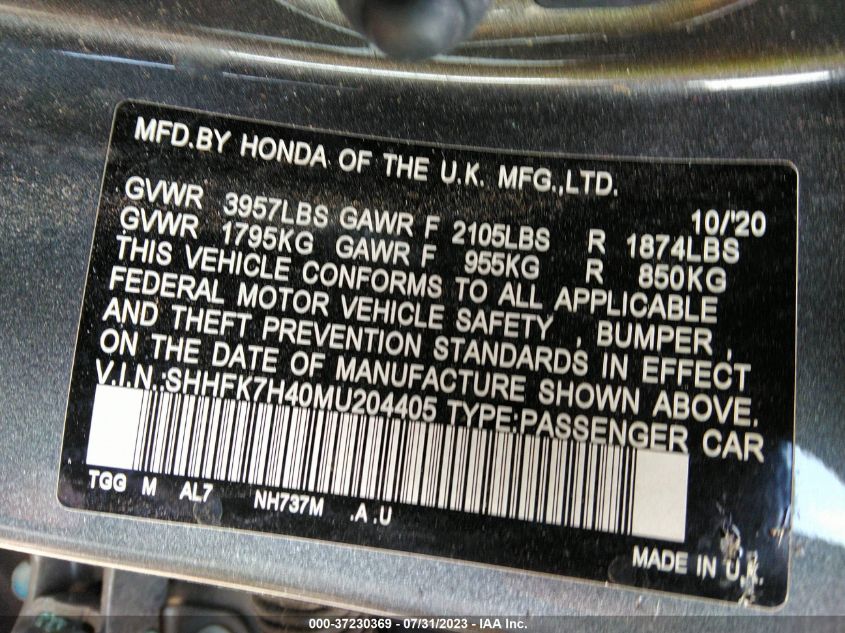 MFD.BY HONDA OF THE U.K. MFG.,LTD.
10/'20
GVWR 3957LBS GAWR F 2105LBS R 1874LBS
GVWR 1795KG GAWR F 955KG R 850KG
THIS VEHICLE CONFORMS TO ALL APPLICABLE
FEDERAL MOTOR VEHICLE SAFETY , BUMPER ,
AND THEFT PREVENTION STANDARDS IN EFFECT
ON THE DATE OF MANUFACTURE SHOWN ABOVE.
V.I.N.:SHHFK7H40MU204405 TYPE:PASSENGER CAR
TGG M AL7 NH737M .A .U
MADE IN U.K.
000-37230369 - 07/31/2023 - IAA Inc.